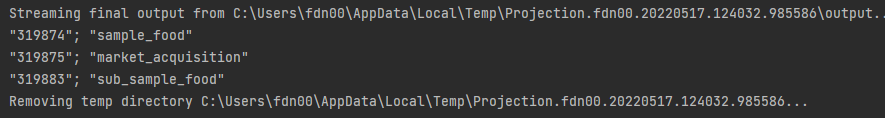 Streaming final output from C:\Users\fdn00\AppData\Local\Temp\Projection.fdn00.20220517.124032.985586\output..
"319874"; "sample_food"
"319875"; "market_acquisition"
"319883"; "sub_sample_food"
Removing temp directory C:\Users\fdn00\AppData\Local\Temp\Projection.fdn00.20220517.124032.985586...